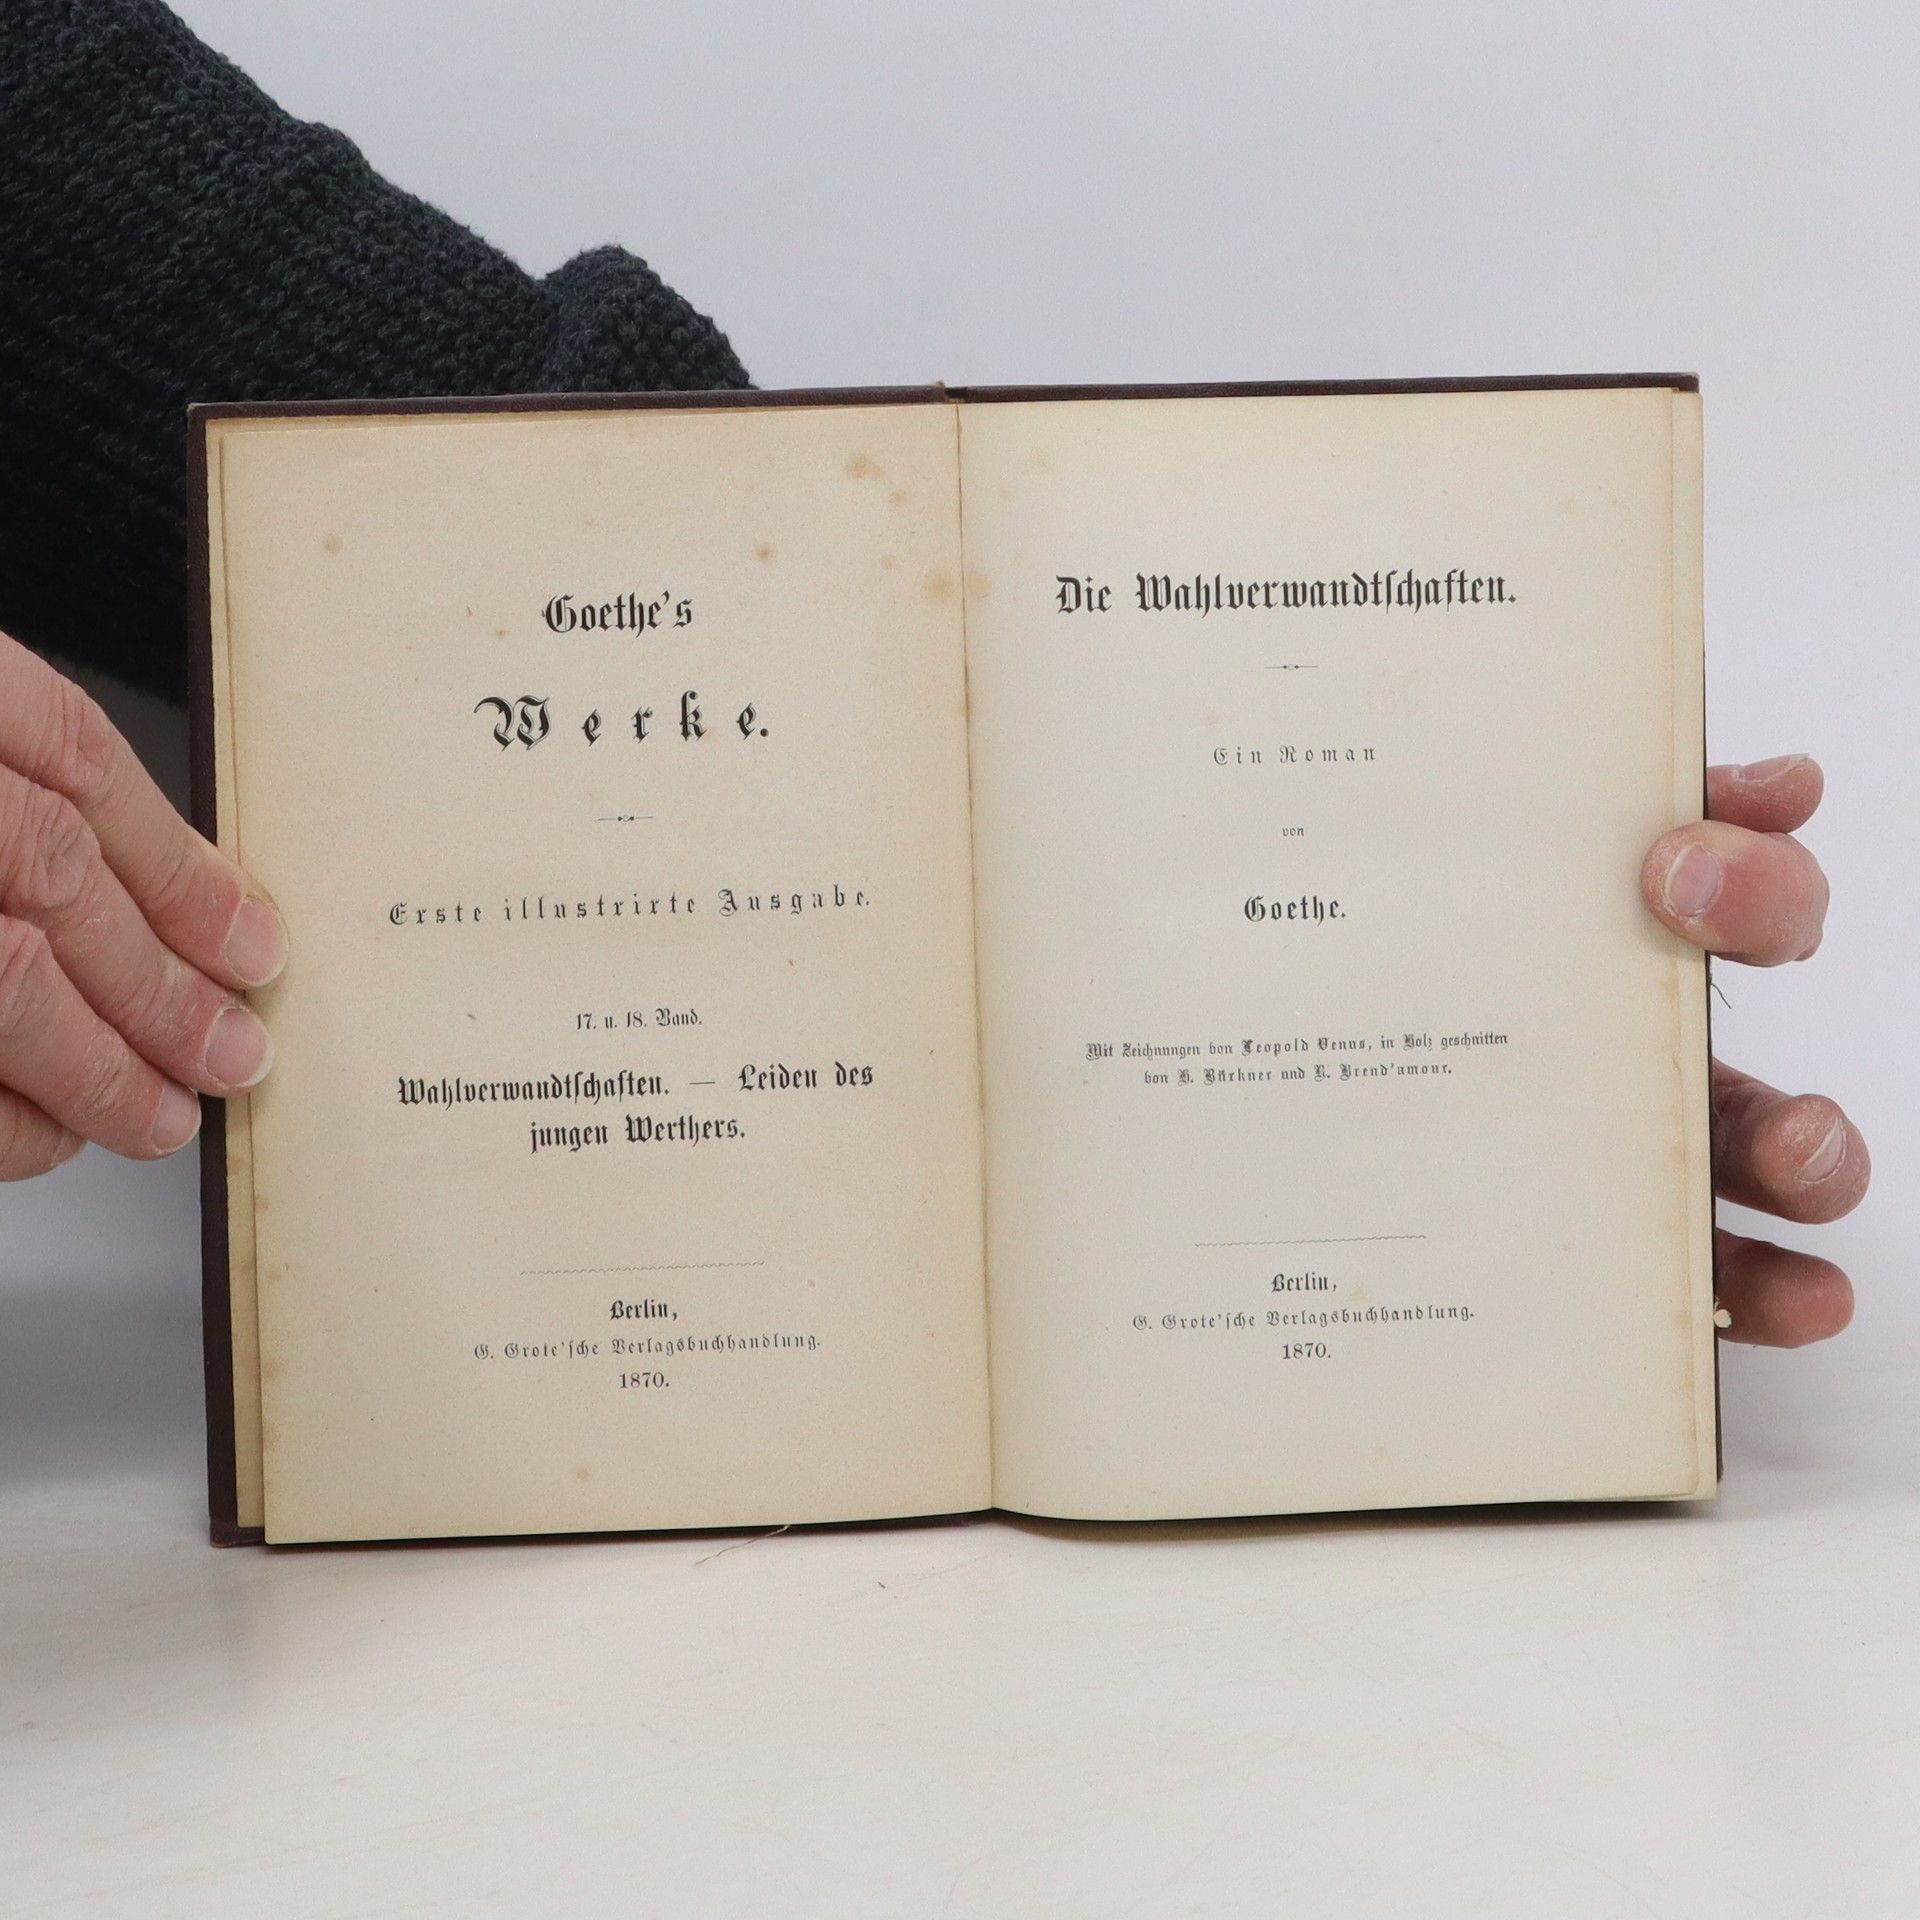 Goethe's
Werke.
Erste illustrirte Ausgabe.
17. u. 18. Band.
Wahlverwandtſchaften. — Leiden des
jungen Werthers.
Berlin,
G. Grote'ſche Verlagsbuchhandlung.
1870.
Die Wahlverwandtſchaften.
Ein Roman
von
Goethe.
Mit Zeichnungen von Leopold Venus, in Holz geschnitten
von H. Bürkner und R. Brend'amour.
Berlin,
G. Grote'ſche Verlagsbuchhandlung.
1870.